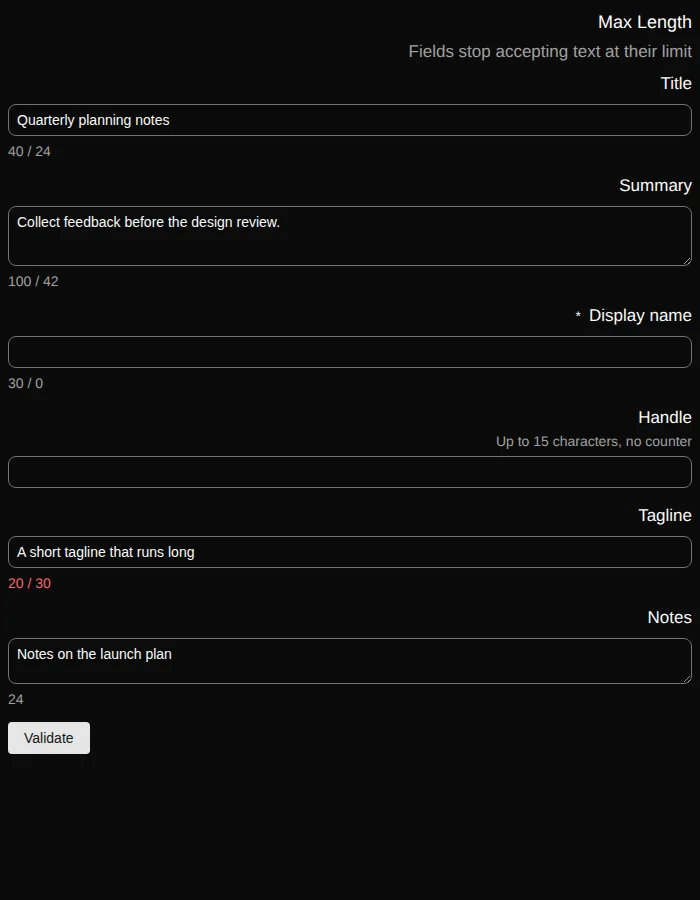 Max Length
Fields stop accepting text at their limit
Title
Quarterly planning notes
40 / 24
Summary
Collect feedback before the design review.
100 / 42
* Display name
30 / 0
Handle
Up to 15 characters, no counter
Tagline
A short tagline that runs long
20 / 30
Notes
Notes on the launch plan
24
Validate